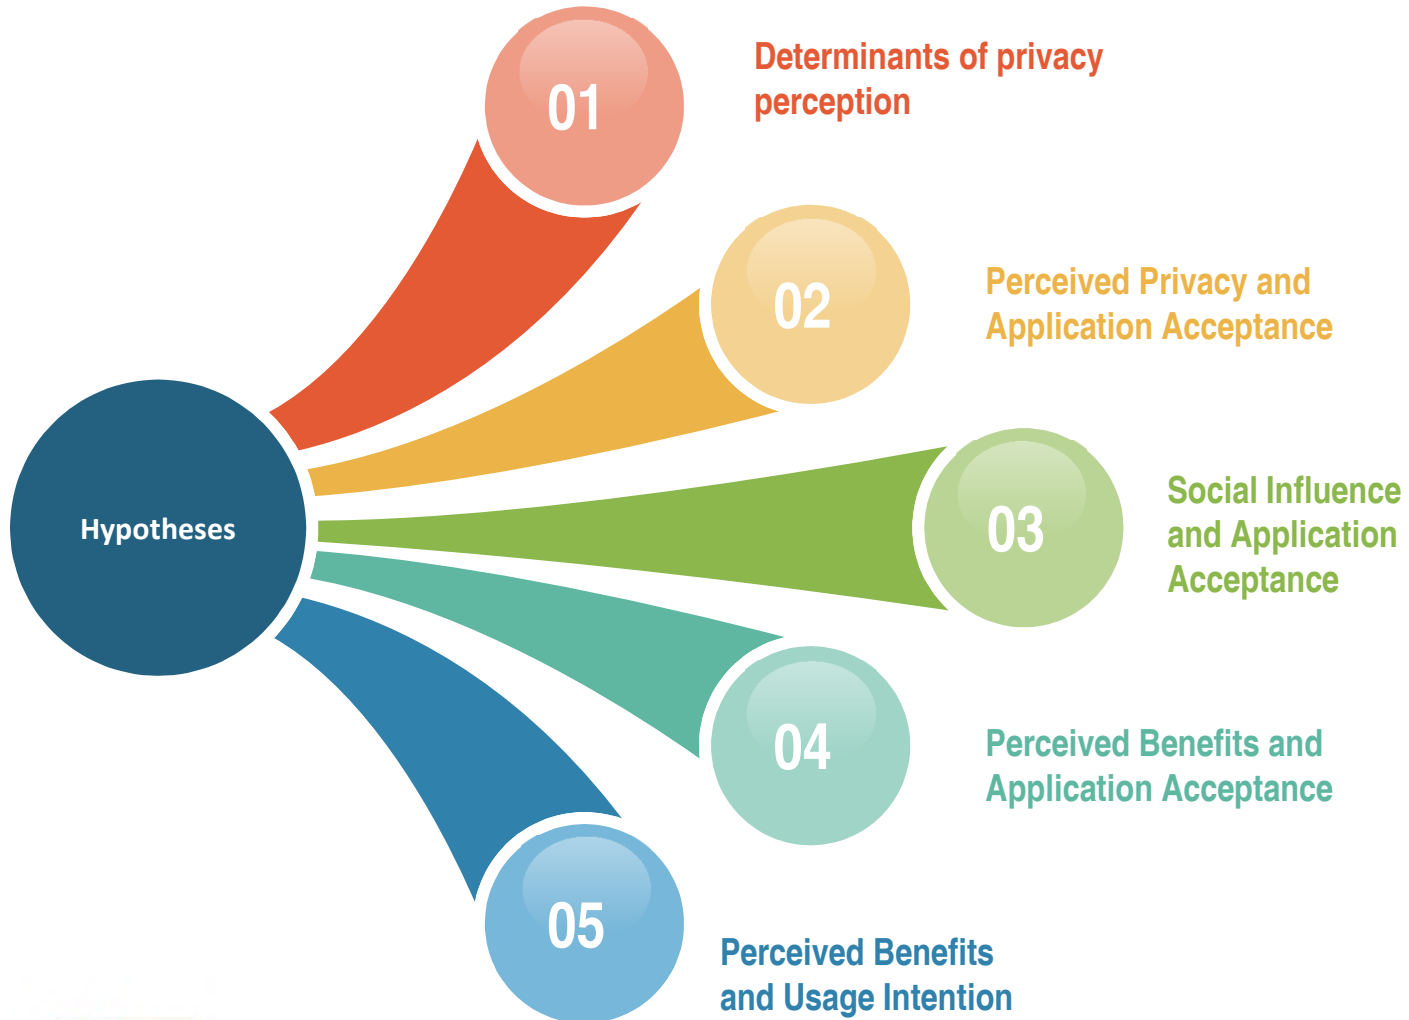 01
Determinants of privacy
perception
02
Perceived Privacy and
Application Acceptance
Hypotheses
03
Social Influence
and Application
Acceptance
04
Perceived Benefits and
Application Acceptance
05
Perceived Benefits
and Usage Intention